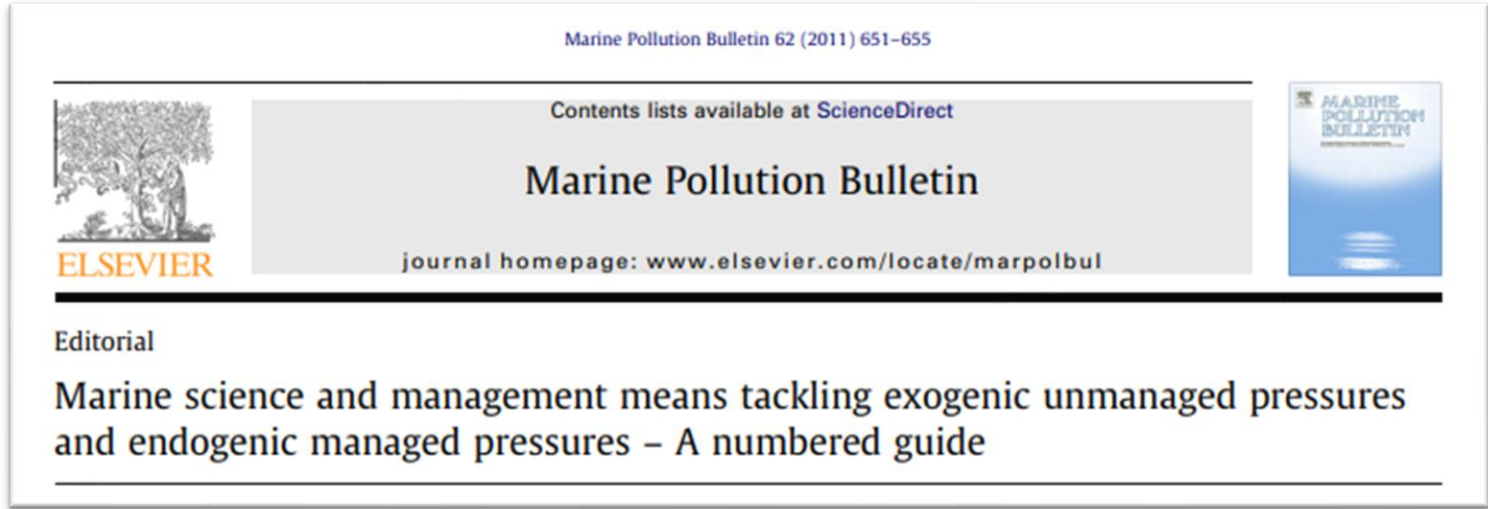 Marine Pollution Bulletin 62 (2011) 651–655
Contents lists available at ScienceDirect
Marine Pollution Bulletin
journal homepage: www.elsevier.com/locate/marpolbul
ELSEVIER
MARINE
POLLUTION
BULLETIN
Editorial
Marine science and management means tackling exogenic unmanaged pressures
and endogenic managed pressures – A numbered guide